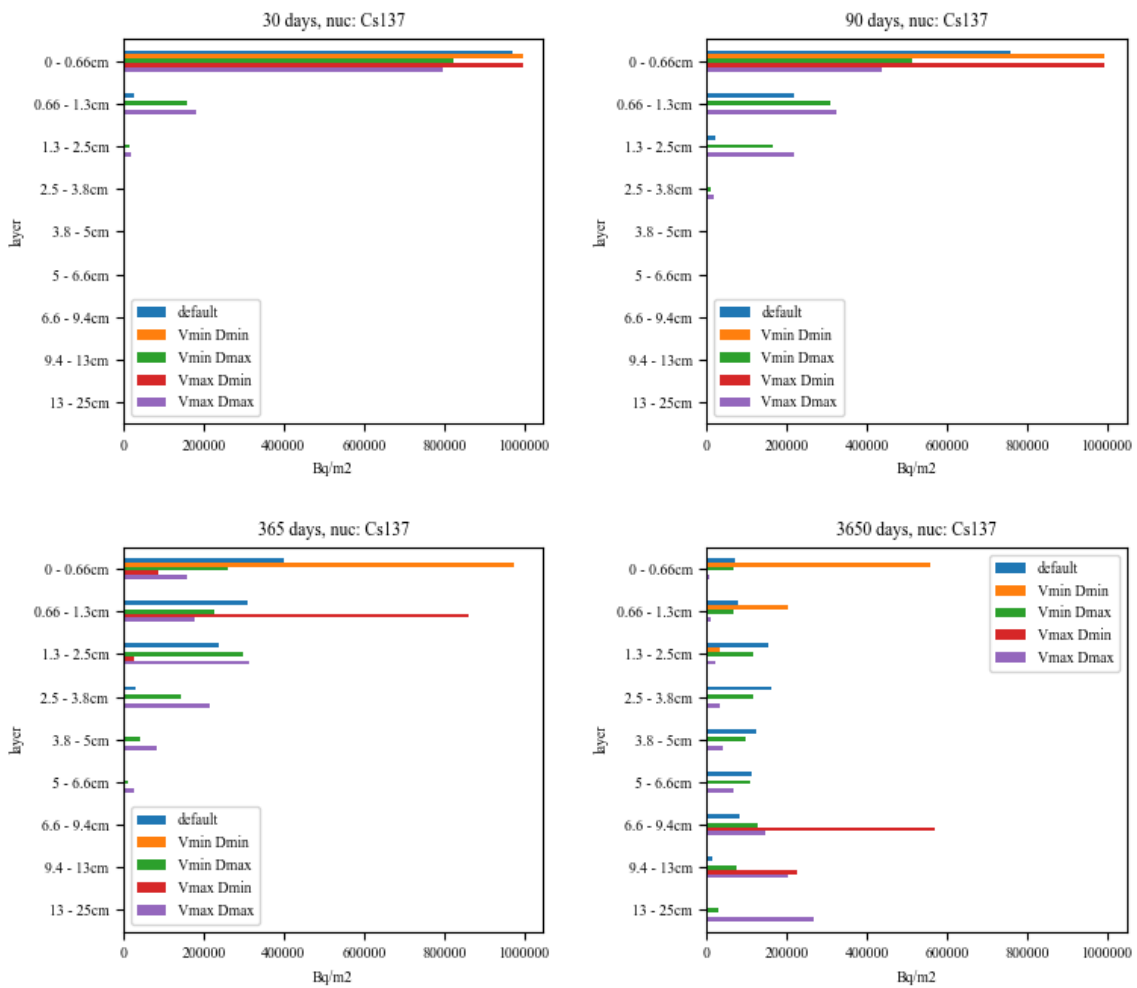 30 days, nuc: Cs137
layer
0 - 0.66cm
0.66 - 1.3cm
1.3 - 2.5cm
2.5 - 3.8cm
3.8 - 5cm
5 - 6.6cm
6.6 - 9.4cm
9.4 - 13cm
13 - 25cm
default
Vmin Dmin
Vmin Dmax
Vmax Dmin
Vmax Dmax
0 200000 400000 600000 800000 1000000
Bq/m2
90 days, nuc: Cs137
layer
0 - 0.66cm
0.66 - 1.3cm
1.3 - 2.5cm
2.5 - 3.8cm
3.8 - 5cm
5 - 6.6cm
6.6 - 9.4cm
9.4 - 13cm
13 - 25cm
default
Vmin Dmin
Vmin Dmax
Vmax Dmin
Vmax Dmax
0 200000 400000 600000 800000 1000000
Bq/m2
365 days, nuc: Cs137
layer
0 - 0.66cm
0.66 - 1.3cm
1.3 - 2.5cm
2.5 - 3.8cm
3.8 - 5cm
5 - 6.6cm
6.6 - 9.4cm
9.4 - 13cm
13 - 25cm
default
Vmin Dmin
Vmin Dmax
Vmax Dmin
Vmax Dmax
0 200000 400000 600000 800000 1000000
Bq/m2
3650 days, nuc: Cs137
layer
0 - 0.66cm
0.66 - 1.3cm
1.3 - 2.5cm
2.5 - 3.8cm
3.8 - 5cm
5 - 6.6cm
6.6 - 9.4cm
9.4 - 13cm
13 - 25cm
default
Vmin Dmin
Vmin Dmax
Vmax Dmin
Vmax Dmax
0 200000 400000 600000 800000 1000000
Bq/m2